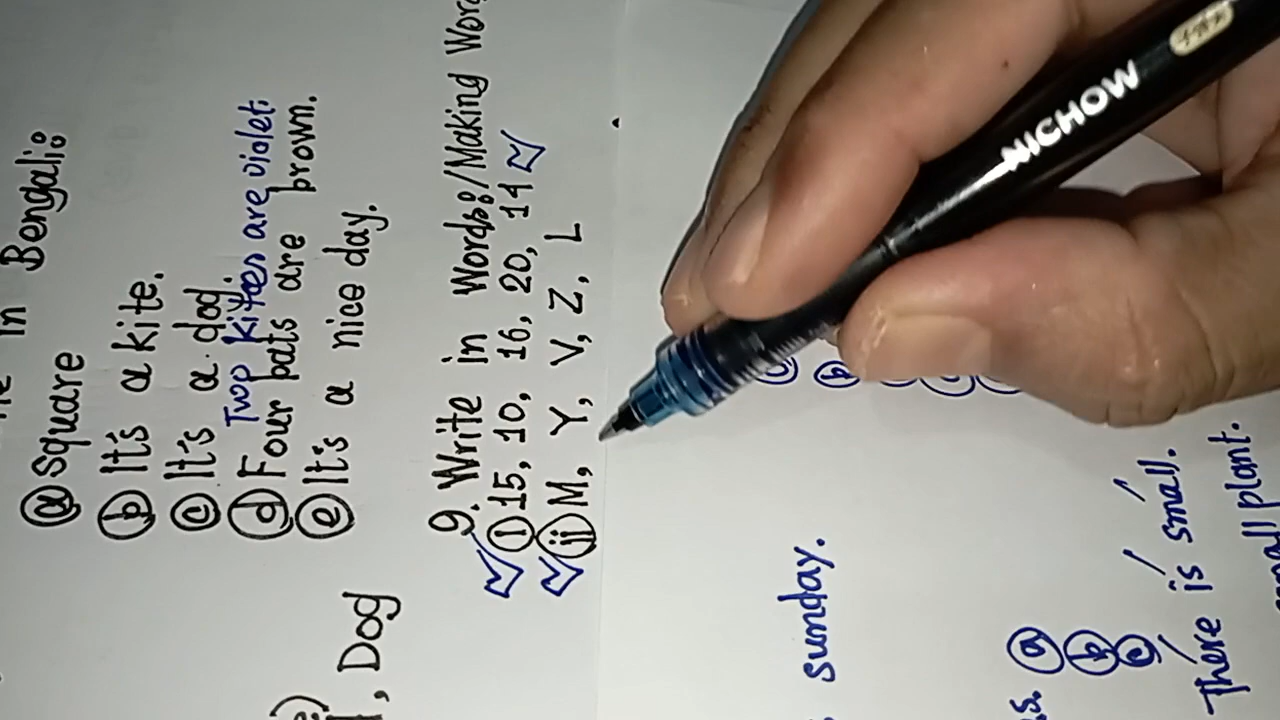 in Bengali:
ⓐ square
ⓑ It's a kite.
ⓒ It's a dog.
Two kites are violet.
ⓓ Four bats are brown.
ⓔ It's a nice day.
, Dog
9. Write in Words:/Making
ⓘ 15, 10, 16, 20, 14
ⓘⓘ M, Y, V, Z, L
NICHOW
sunday.
ⓐ
ⓑ
ⓒ
There is small.
small plant.